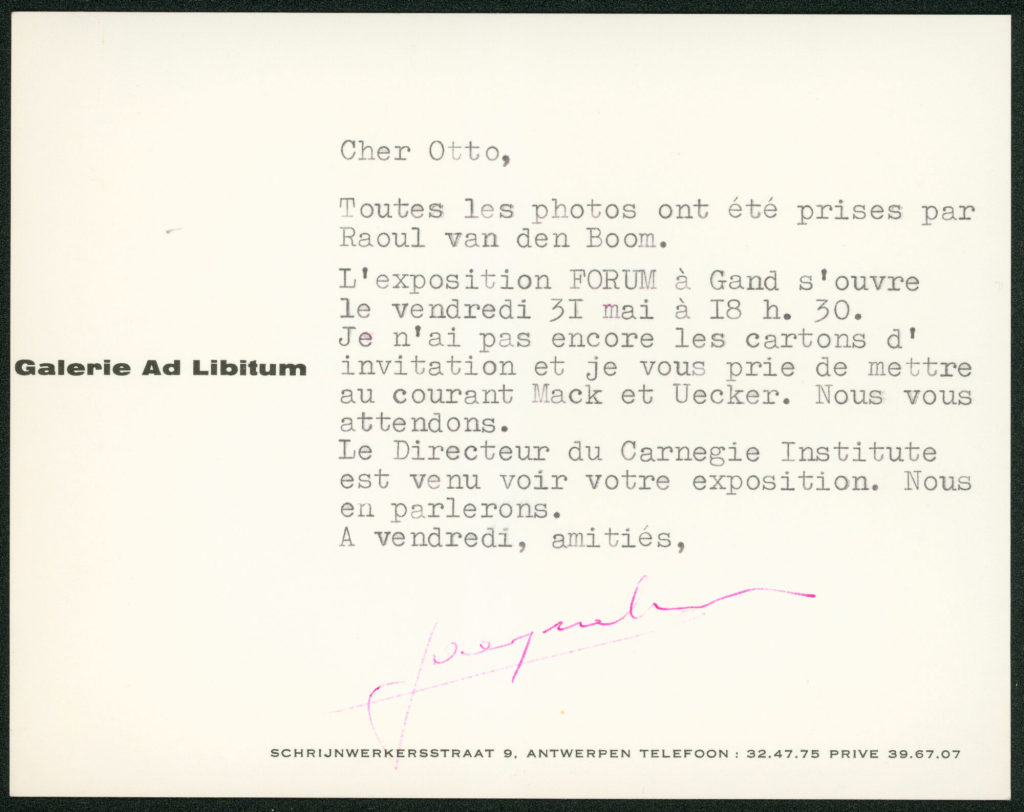 Cher Otto,
Toutes les photos ont été prises par
Raoul van den Boom.
L'exposition FORUM à Gand s'ouvre
le vendredi 3I mai à I8 h. 30.
Je n'ai pas encore les cartons d'
Galerie Ad Libitum
invitation et je vous prie de mettre
au courant Mack et Uecker. Nous vous
attendons.
Le Directeur du Carnegie Institute
est venu voir votre exposition. Nous
en parlerons.
A vendredi, amitiés,
SCHRIJNWERKERSSTRAAT 9, ANTWERPEN TELEFOON : 32.47.75 PRIVE 39.67.07